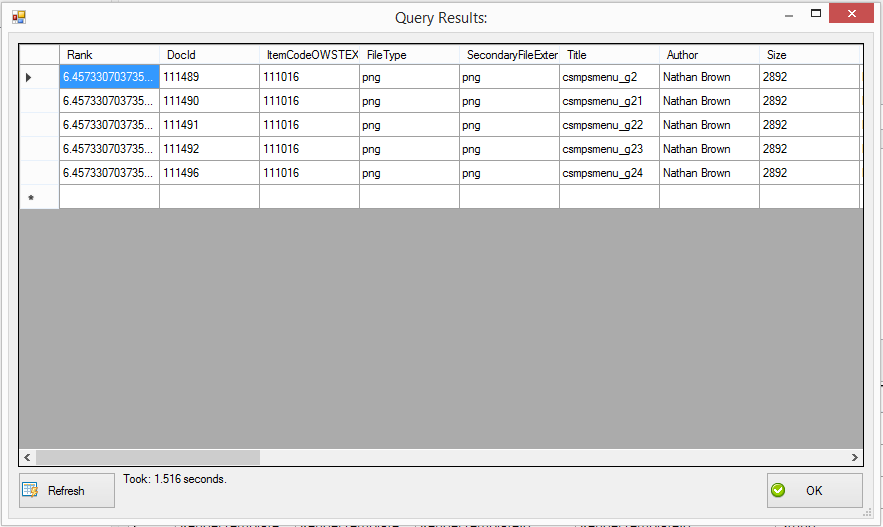 Query Results:
Rank DocId ItemCodeOWSTEX FileType SecondaryFileExter Title Author Size
6.457330703735... 111489 111016 png png csmpsmenu_g2 Nathan Brown 2892
6.457330703735... 111490 111016 png png csmpsmenu_g21 Nathan Brown 2892
6.457330703735... 111491 111016 png png csmpsmenu_g22 Nathan Brown 2892
6.457330703735... 111492 111016 png png csmpsmenu_g23 Nathan Brown 2892
6.457330703735... 111496 111016 png png csmpsmenu_g24 Nathan Brown 2892
Refresh Took: 1.516 seconds. OK